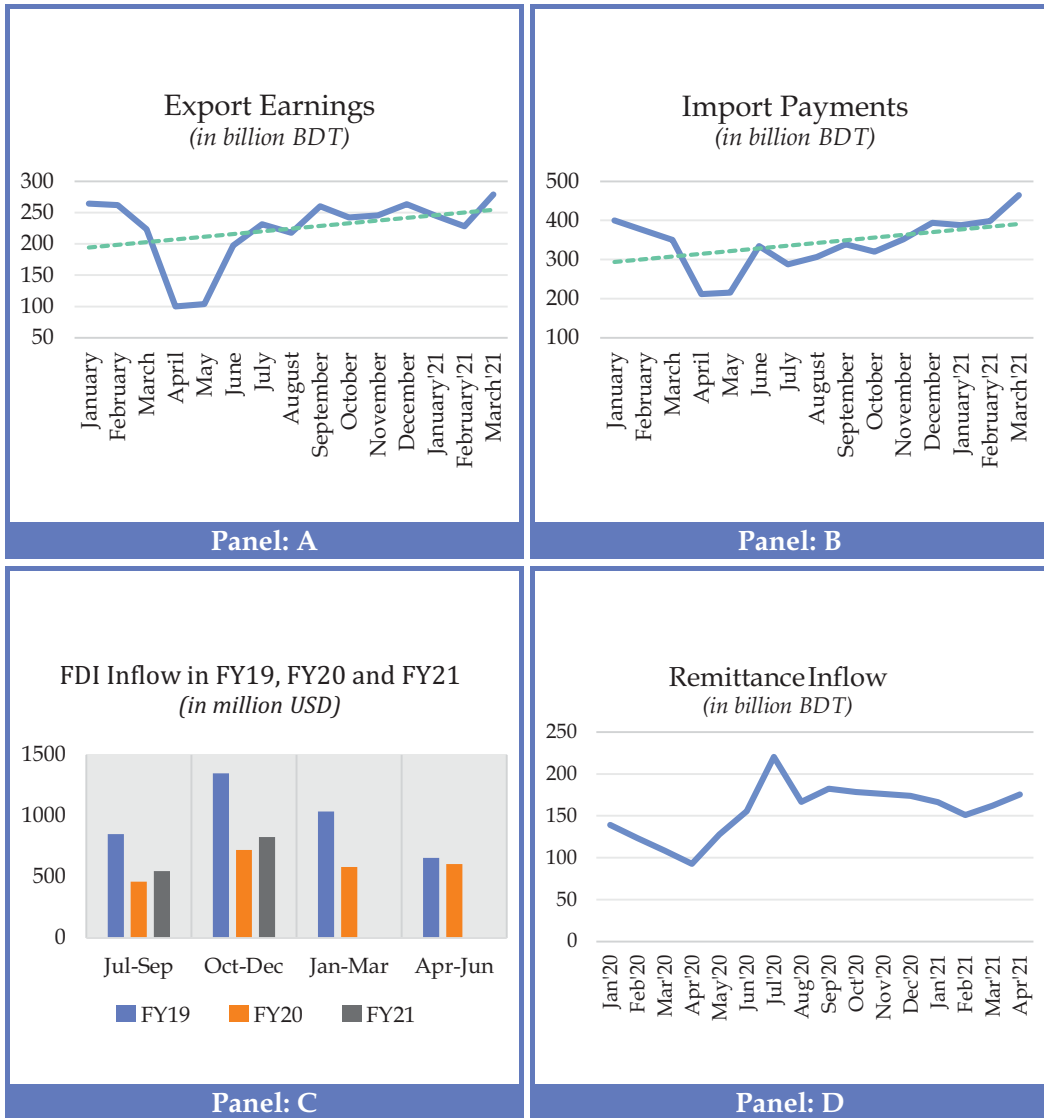 Export Earnings
(in billion BDT)
300
250
200
150
100
50
January
February
March
April
May
June
July
August
September
October
November
December
January'21
February'21
March'21
Panel: A
Import Payments
(in billion BDT)
500
400
300
200
100
January
February
March
April
May
June
July
August
September
October
November
December
January'21
February'21
March'21
Panel: B
FDI Inflow in FY19, FY20 and FY21
(in million USD)
1500
1000
500
0
Jul-Sep Oct-Dec Jan-Mar Apr-Jun
FY19 FY20 FY21
Panel: C
Remittance Inflow
(in billion BDT)
250
200
150
100
50
0
Jan'20
Feb'20
Mar'20
Apr'20
May'20
Jun'20
Jul'20
Aug'20
Sep'20
Oct'20
Nov'20
Dec'20
Jan'21
Feb'21
Mar'21
Apr'21
Panel: D